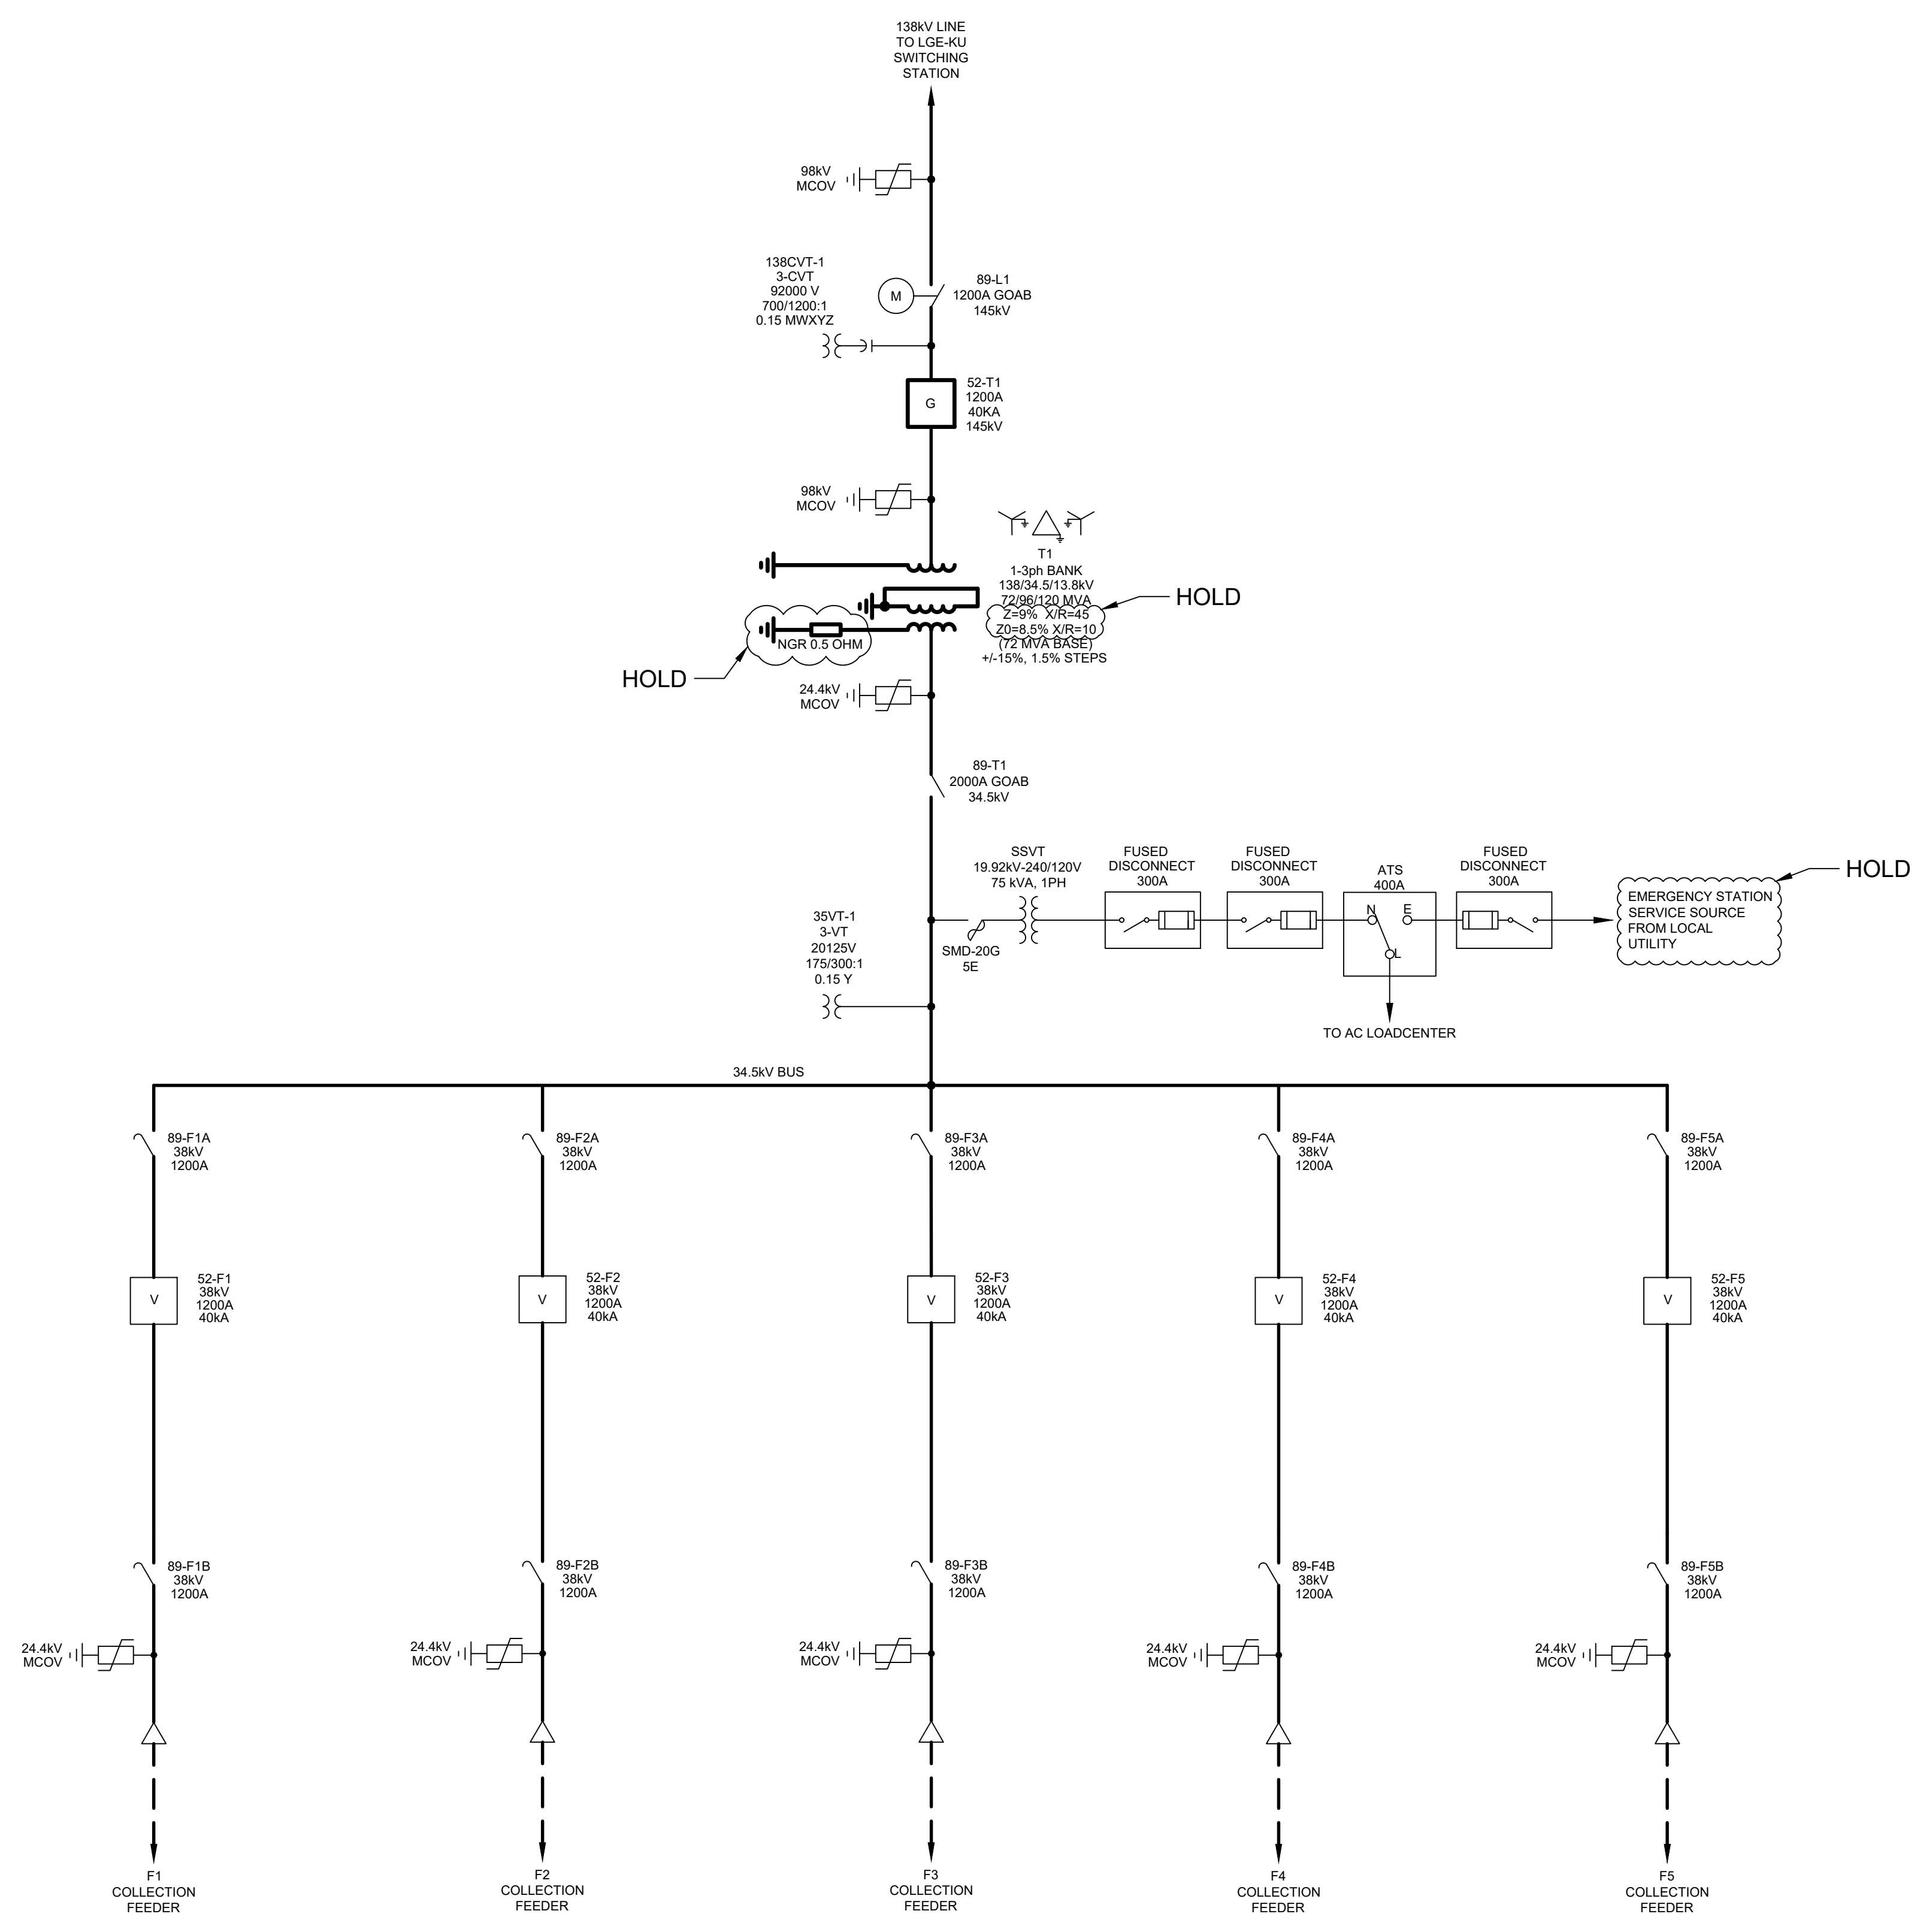 138kV LINE
TO LGE-KU
SWITCHING
STATION
98kV
MCOV
138CVT-1
3-CVT
92000 V
700/1200:1
0.15 MWXYZ
M
89-L1
1200A GOAB
145kV
G
52-T1
1200A
40KA
145kV
98kV
MCOV
T1
1-3ph BANK
138/34.5/13.8kV
72/96/120 MVA
Z=9% X/R=45
Z0=8.5% X/R=10
(72 MVA BASE)
+/-15%, 1.5% STEPS
HOLD
NGR 0.5 OHM
HOLD
24.4kV
MCOV
89-T1
2000A GOAB
34.5kV
SSVT
19.92kV-240/120V
75 kVA, 1PH
SMD-20G
5E
FUSED
DISCONNECT
300A
FUSED
DISCONNECT
300A
ATS
400A
N E
L
TO AC LOADCENTER
FUSED
DISCONNECT
300A
EMERGENCY STATION
SERVICE SOURCE
FROM LOCAL
UTILITY
HOLD
35VT-1
3-VT
20125V
175/300:1
0.15 Y
34.5kV BUS
89-F1A
38kV
1200A
89-F2A
38kV
1200A
89-F3A
38kV
1200A
89-F4A
38kV
1200A
89-F5A
38kV
1200A
V
52-F1
38kV
1200A
40kA
V
52-F2
38kV
1200A
40kA
V
52-F3
38kV
1200A
40kA
V
52-F4
38kV
1200A
40kA
V
52-F5
38kV
1200A
40kA
89-F1B
38kV
1200A
89-F2B
38kV
1200A
89-F3B
38kV
1200A
89-F4B
38kV
1200A
89-F5B
38kV
1200A
24.4kV
MCOV
24.4kV
MCOV
24.4kV
MCOV
24.4kV
MCOV
24.4kV
MCOV
F1
COLLECTION
FEEDER
F2
COLLECTION
FEEDER
F3
COLLECTION
FEEDER
F4
COLLECTION
FEEDER
F5
COLLECTION
FEEDER